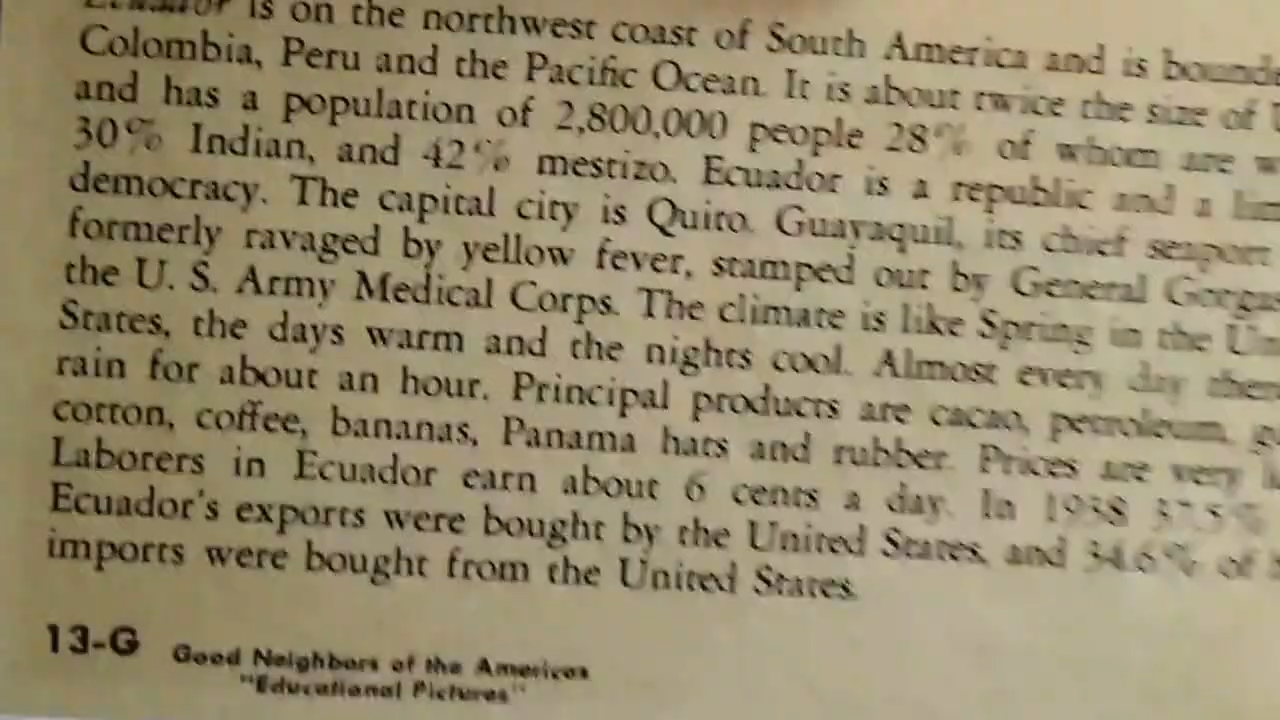 Ecuador is on the northwest coast of South America and is
Colombia, Peru and the Pacific Ocean. It is about twice the size of
and has a population of 2,800,000 people 28% of whom are
30% Indian, and 42% mestizo. Ecuador is a republic and a
democracy. The capital city is Quito. Guayaquil, its chief seaport
formerly ravaged by yellow fever, stamped out by General
the U. S. Army Medical Corps. The climate is like Spring in the
States, the days warm and the nights cool. Almost every day
rain for about an hour. Principal products are cacao, petroleum,
cotton, coffee, bananas, Panama hats and rubber. Prices are very
Laborers in Ecuador earn about 6 cents a day. In 1938 37.5%
Ecuador's exports were bought by the United States, and 34.6% of
imports were bought from the United States.
13-G Good Neighbors of the Americas
"Educational Pictures"